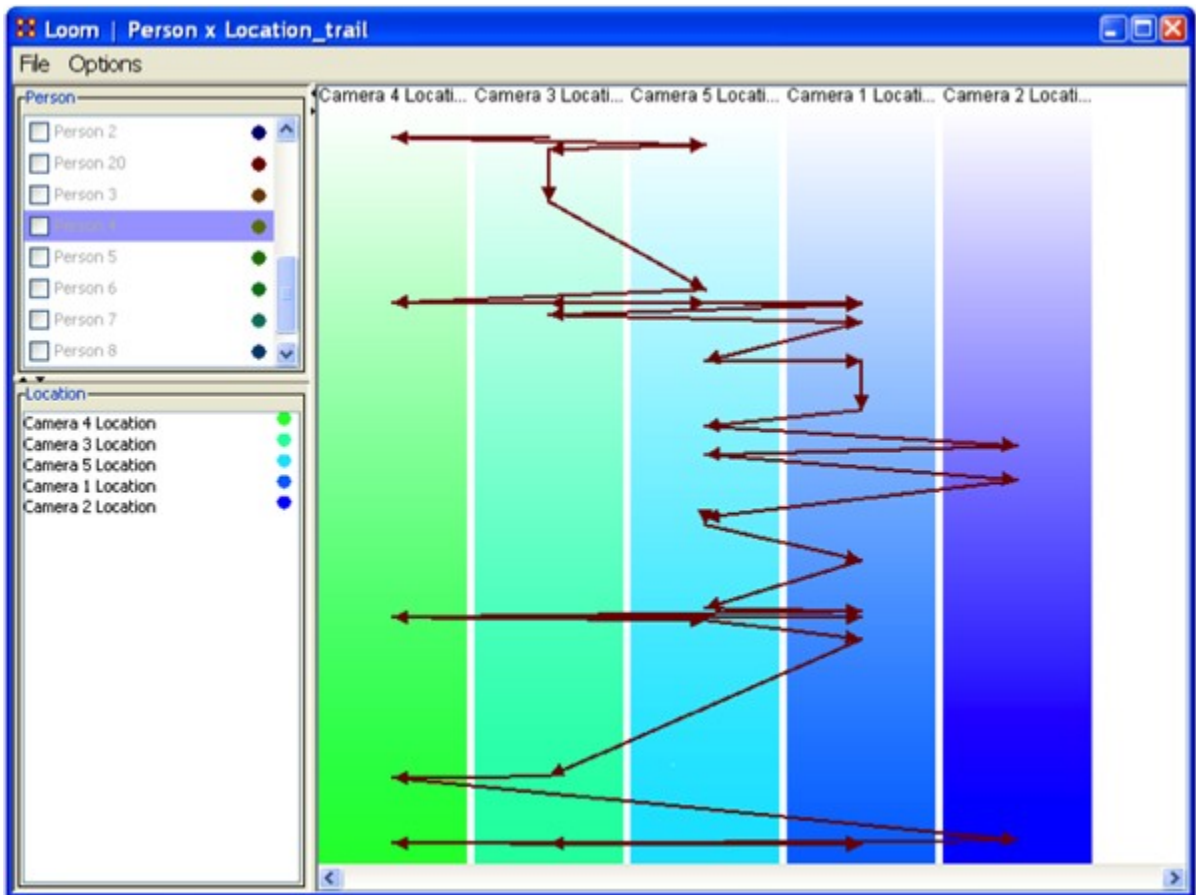 Loom | Person x Location_trail
File Options
Person
Person 2
Person 20
Person 3
Person 4
Person 5
Person 6
Person 7
Person 8
Location
Camera 4 Location
Camera 3 Location
Camera 5 Location
Camera 1 Location
Camera 2 Location
Camera 4 Locati... Camera 3 Locati... Camera 5 Locati... Camera 1 Locati... Camera 2 Locati...